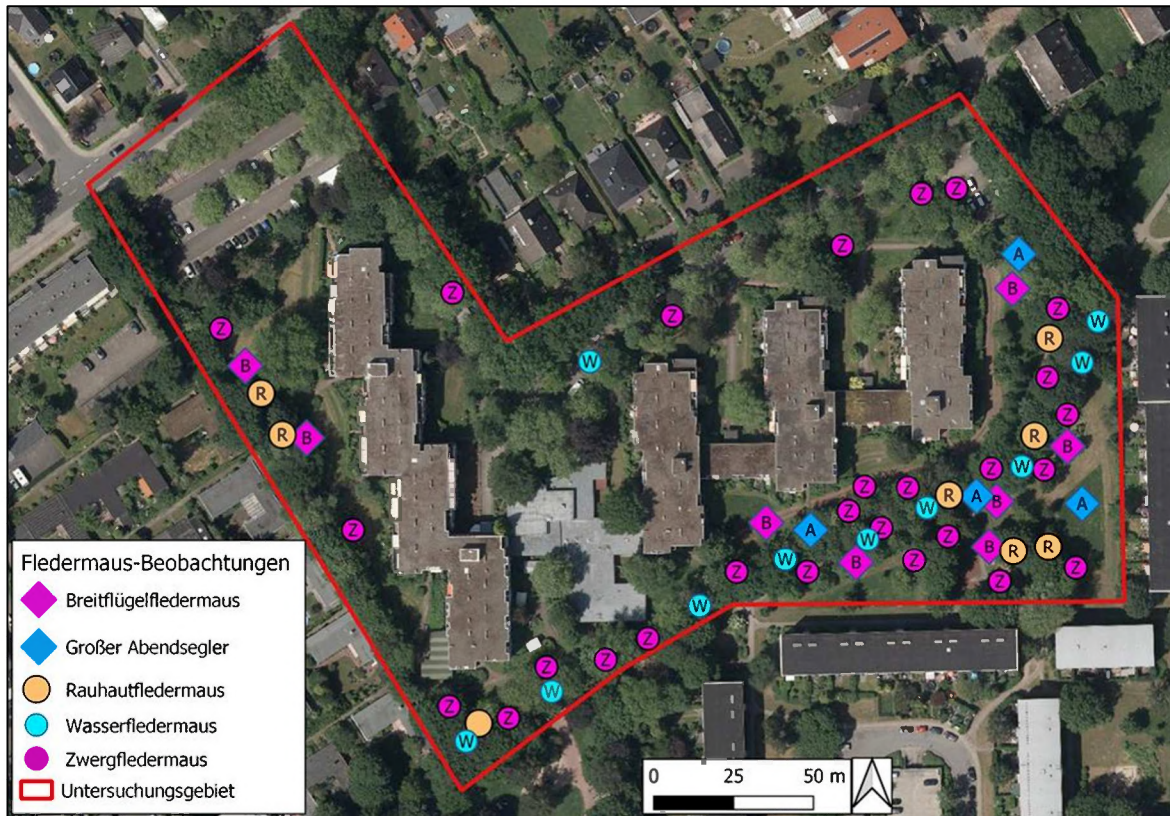 Z Z
Z
A
B
Z
Z
Z W
Z
R
W W
B
Z
R
Z
R B R
B
Z W Z
Z Z R A B A
Z W
B A Z
Z
W Z
B R R
W B Z
Z Z Z
Z
W
Z
Z
Z
W
Z
Z
W
Fledermaus-Beobachtungen
Breitflügelfledermaus
Großer Abendsegler
Rauhautfledermaus
Wasserfledermaus
Zwergfledermaus
Untersuchungsgebiet
0 25 50 m